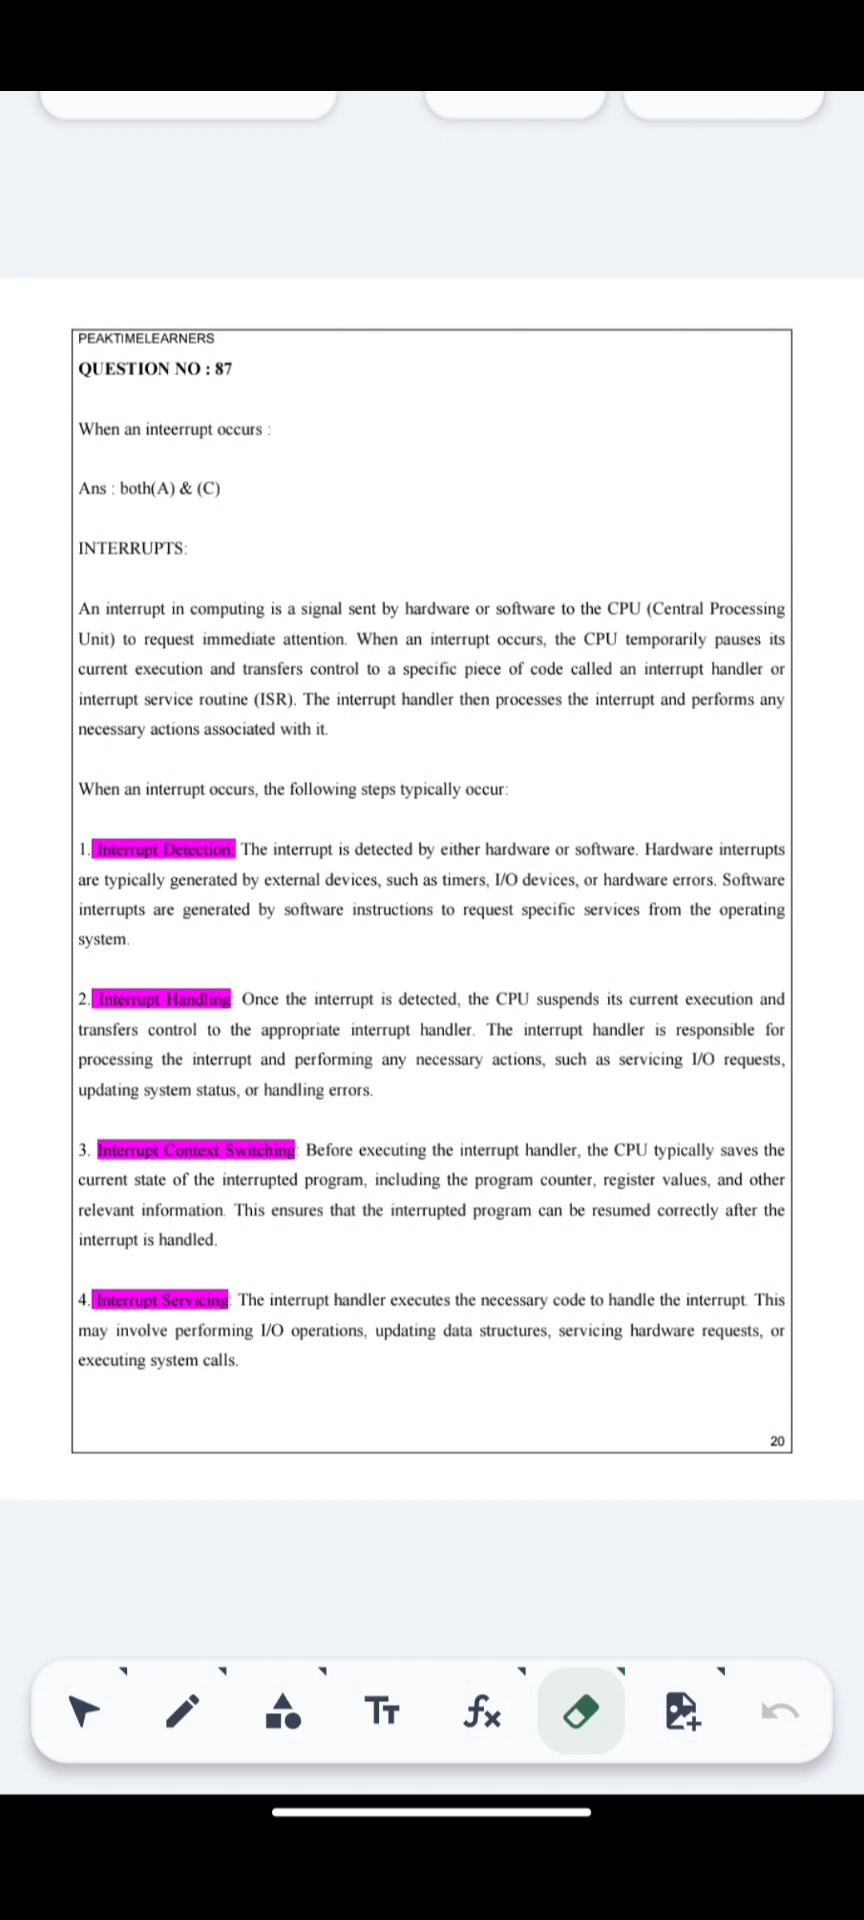 PEAKTIMELEARNERS
QUESTION NO : 87
When an inteerrupt occurs :
Ans : both(A) & (C)
INTERRUPTS:
An interrupt in computing is a signal sent by hardware or software to the CPU (Central Processing
Unit) to request immediate attention. When an interrupt occurs, the CPU temporarily pauses its
current execution and transfers control to a specific piece of code called an interrupt handler or
interrupt service routine (ISR). The interrupt handler then processes the interrupt and performs any
necessary actions associated with it.
When an interrupt occurs, the following steps typically occur:
1. Interrupt Detection: The interrupt is detected by either hardware or software. Hardware interrupts
are typically generated by external devices, such as timers, I/O devices, or hardware errors. Software
interrupts are generated by software instructions to request specific services from the operating
system.
2. Interrupt Handling: Once the interrupt is detected, the CPU suspends its current execution and
transfers control to the appropriate interrupt handler. The interrupt handler is responsible for
processing the interrupt and performing any necessary actions, such as servicing I/O requests,
updating system status, or handling errors.
3. Interrupt Context Switching: Before executing the interrupt handler, the CPU typically saves the
current state of the interrupted program, including the program counter, register values, and other
relevant information. This ensures that the interrupted program can be resumed correctly after the
interrupt is handled.
4. Interrupt Servicing: The interrupt handler executes the necessary code to handle the interrupt. This
may involve performing I/O operations, updating data structures, servicing hardware requests, or
executing system calls.
20
TT
fx